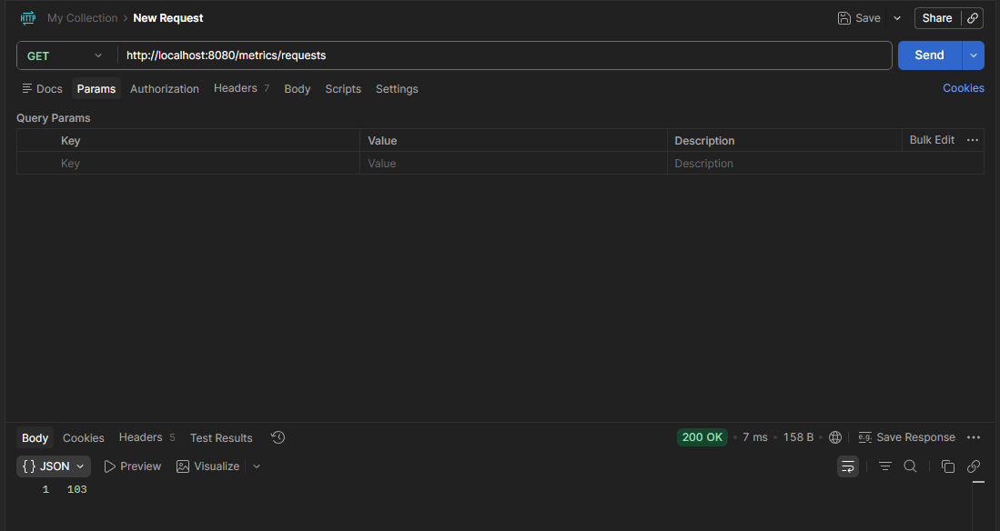 HTTP My Collection > New Request Save Share
GET http://localhost:8080/metrics/requests Send
Docs Params Authorization Headers 7 Body Scripts Settings Cookies
Query Params
Key Value Description Bulk Edit ···
Key Value Description
Body Cookies Headers 5 Test Results 200 OK • 7 ms • 158 B • e.g. Save Response ···
{ } JSON Preview Visualize
1 103